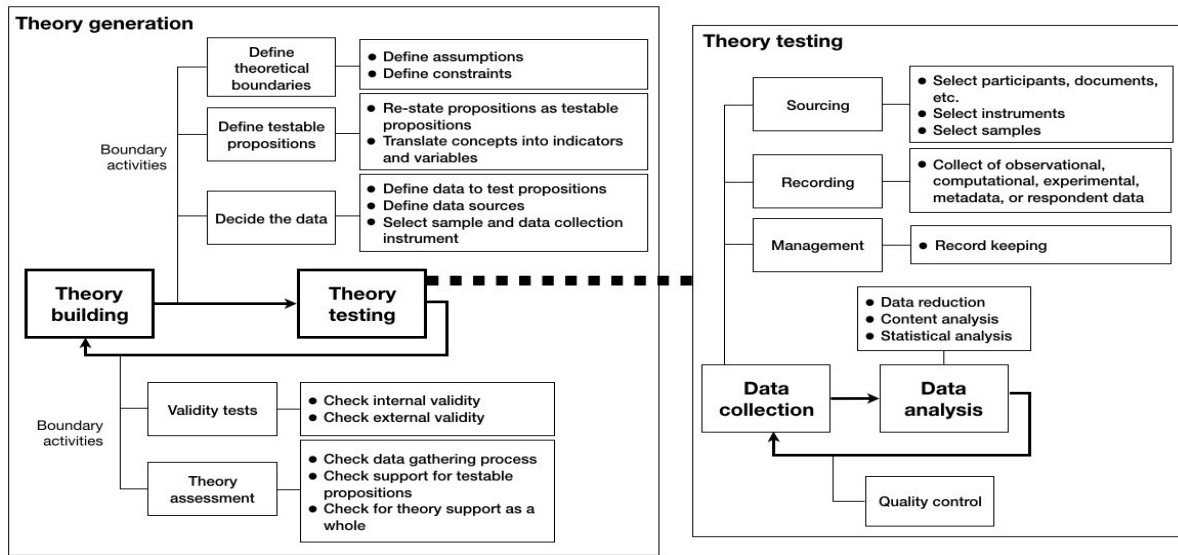 Theory generation
Define
theoretical
boundaries
● Define assumptions
● Define constraints
Define testable
propositions
● Re-state propositions as testable
propositions
● Translate concepts into indicators
and variables
Boundary
activities
Decide the data
● Define data to test propositions
● Define data sources
● Select sample and data collection
instrument
Theory
building
Theory
testing
Boundary
activities
Validity tests
● Check internal validity
● Check external validity
Theory
assessment
● Check data gathering process
● Check support for testable
propositions
● Check for theory support as a
whole
Theory testing
Sourcing
● Select participants, documents,
etc.
● Select instruments
● Select samples
Recording
● Collect of observational,
computational, experimental,
metadata, or respondent data
Management
● Record keeping
● Data reduction
● Content analysis
● Statistical analysis
Data
collection
Data
analysis
Quality control